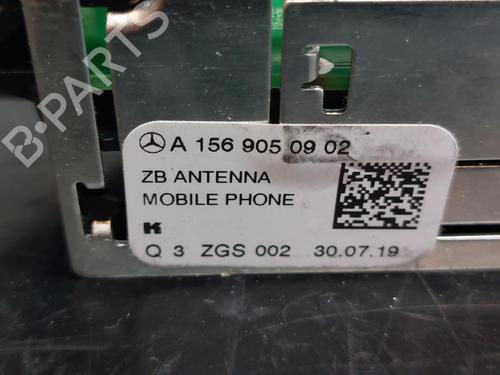 A 156 905 09 02
ZB ANTENNA
MOBILE PHONE
K
Q 3 ZGS 002 30.07.19
B-PARTS